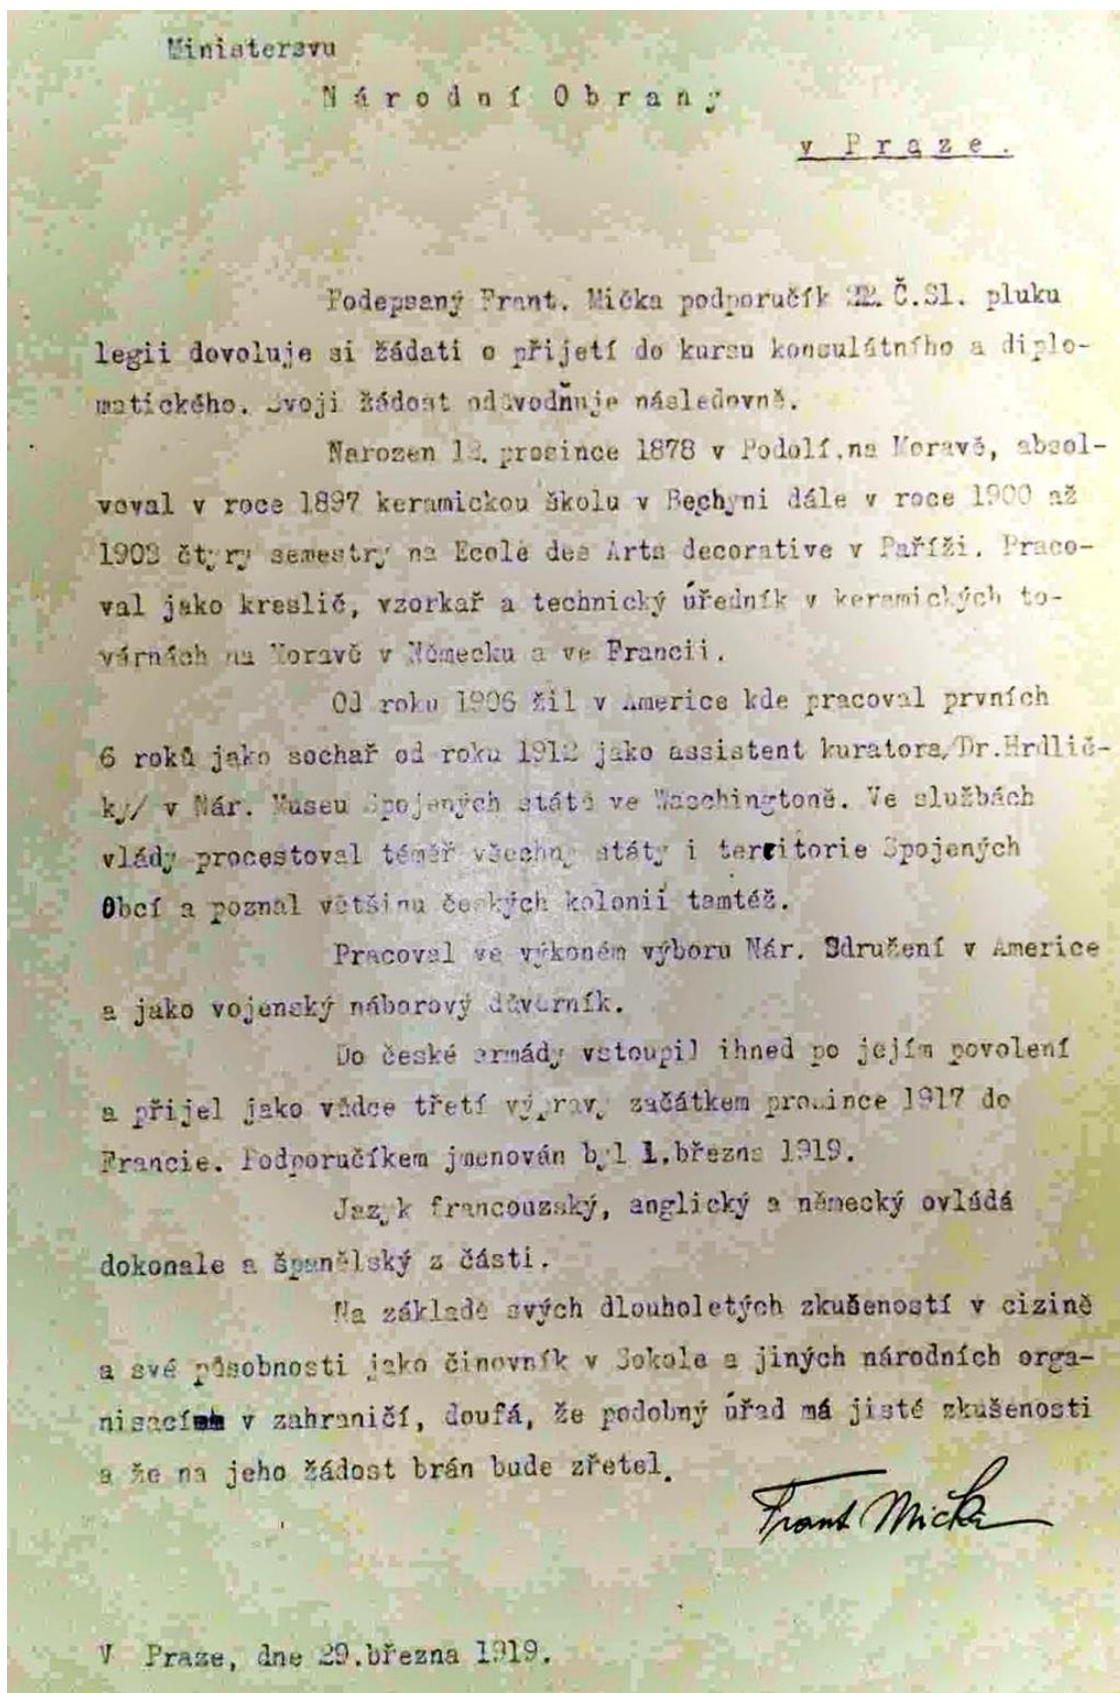 Ministersvu
Národní Obrany
v Praze.
Podepsaný Frant. Mička podporučík 22. Č.Sl. pluku
legii dovoluje si žádati o přijetí do kursu konsulátního a diplo-
matického. Svoji žádost odůvodňuje následovně.
Narozen 12. prosince 1878 v Podolí.na Moravě, absol-
voval v roce 1897 keramickou školu v Bechyni dále v roce 1900 až
1903 čtyry semestry na Ecole des Arts decorative v Paříži. Praco-
val jako kreslič, vzorkař a technický úředník v keramických to-
várnách na Moravě v Německu a ve Francii.
Od roku 1906 žil v Americe kde pracoval prvních
6 roků jako sochař od roku 1912 jako assistent kuratora/Dr.Hrdlič-
ky/ v Nár. Museu Spojených států ve Wascchingtoně. Ve službách
vlády procestoval téměř všechny státy i territorie Spojených
Obcí a poznal většinu českých kolonií tamtéž.
Pracoval ve výkoném výboru Nár. Sdružení v Americe
a jako vojenský náborový důvěrník.
Do české armády vstoupil ihned po jejím povolení
a přijel jako vůdce třetí výpravy začátkem prosince 1917 do
Francie. Podporučíkem jmenován byl 1.března 1919.
Jazyk francouzský, anglický a německý ovládá
dokonale a španělský z části.
Na základě svých dlouholetých zkušeností v cizině
a své působnosti jako činovník v Sokole a jiných národních orga-
nisací v zahraničí, doufá, že podobný úřad má jisté zkušenosti
a že na jeho žádost brán bude zřetel.
Frant Mička
V Praze, dne 29.března 1919.